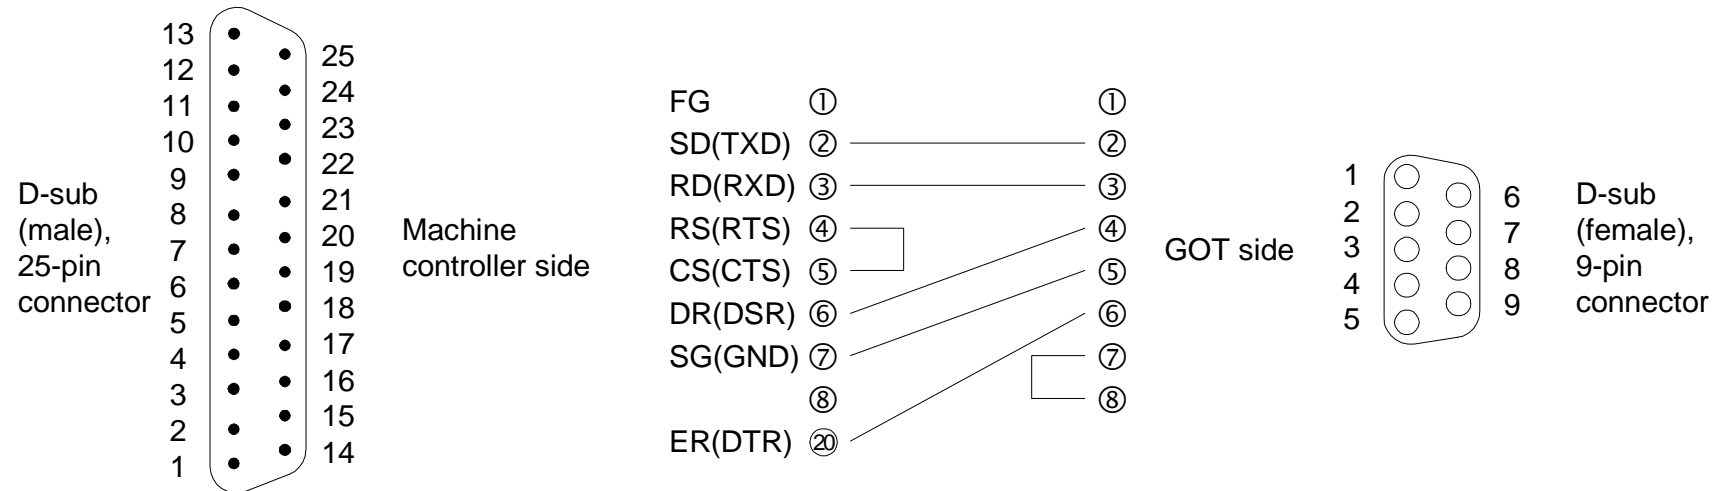 D-sub
(male),
25-pin
connector
13
12
11
10
9
8
7
6
5
4
3
2
1
25
24
23
22
21
20
19
18
17
16
15
14
Machine
controller side
FG ① ①
SD(TXD) ② ②
RD(RXD) ③ ③
RS(RTS) ④ ④
CS(CTS) ⑤ ⑤
DR(DSR) ⑥ ⑥
SG(GND) ⑦ ⑦
⑧ ⑧
ER(DTR) ⑳
GOT side
1
2
3
4
5
6
7
8
9
D-sub
(female),
9-pin
connector